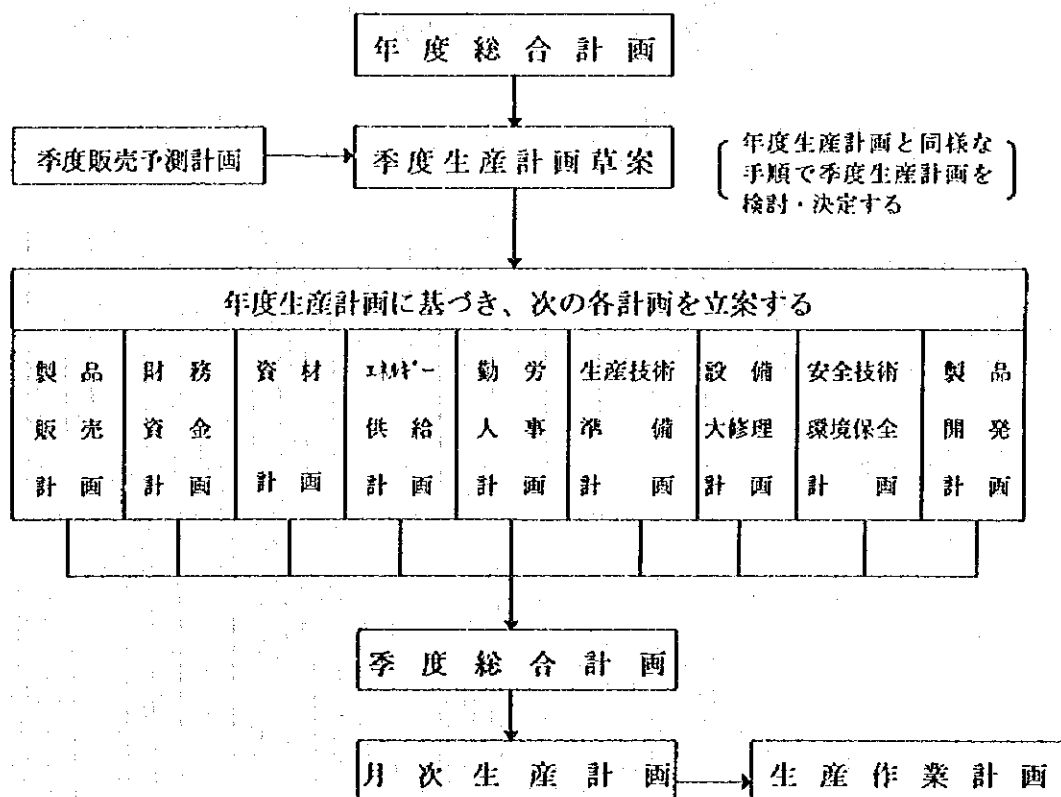 年度総合計画
季度販売予測計画
季度生産計画草案
年度生産計画と同様な
手順で季度生産計画を
検討・決定する
年度生産計画に基づき、次の各計画を立案する
製品
販売
計画
財務
資金
計画
資材
計画
エネルギー
供給
計画
勤労
人事
計画
生産技術
準備
計画
設備
大修理
計画
安全技術
環境保全
計画
製品
開発
計画
季度総合計画
月次生産計画
生産作業計画